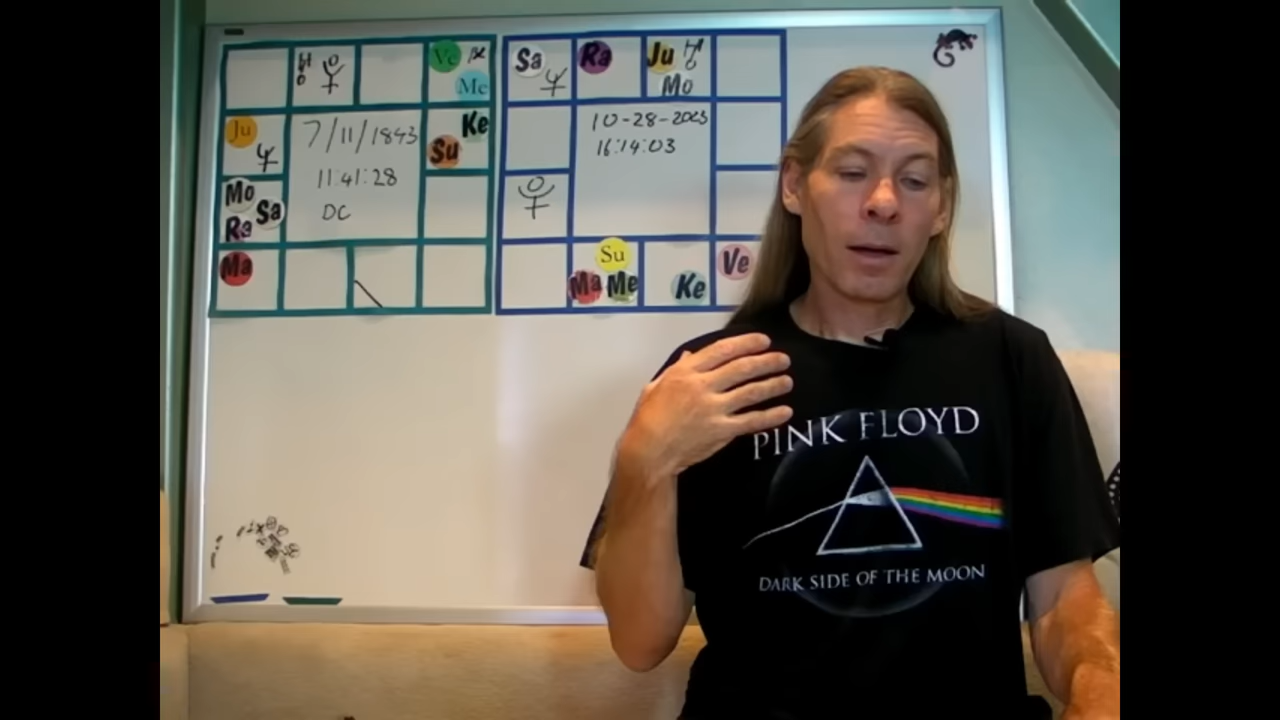 Ve
Me
Ju
Ke
Su
7/11/1843
11:41:28
DC
Mo
Sa
Ra
Ma
Sa
Ra
Ju
Mo
10-28-2023
16:14:03
Su
Ma Me
Ke
Ve
PINK FLOYD
DARK SIDE OF THE MOON